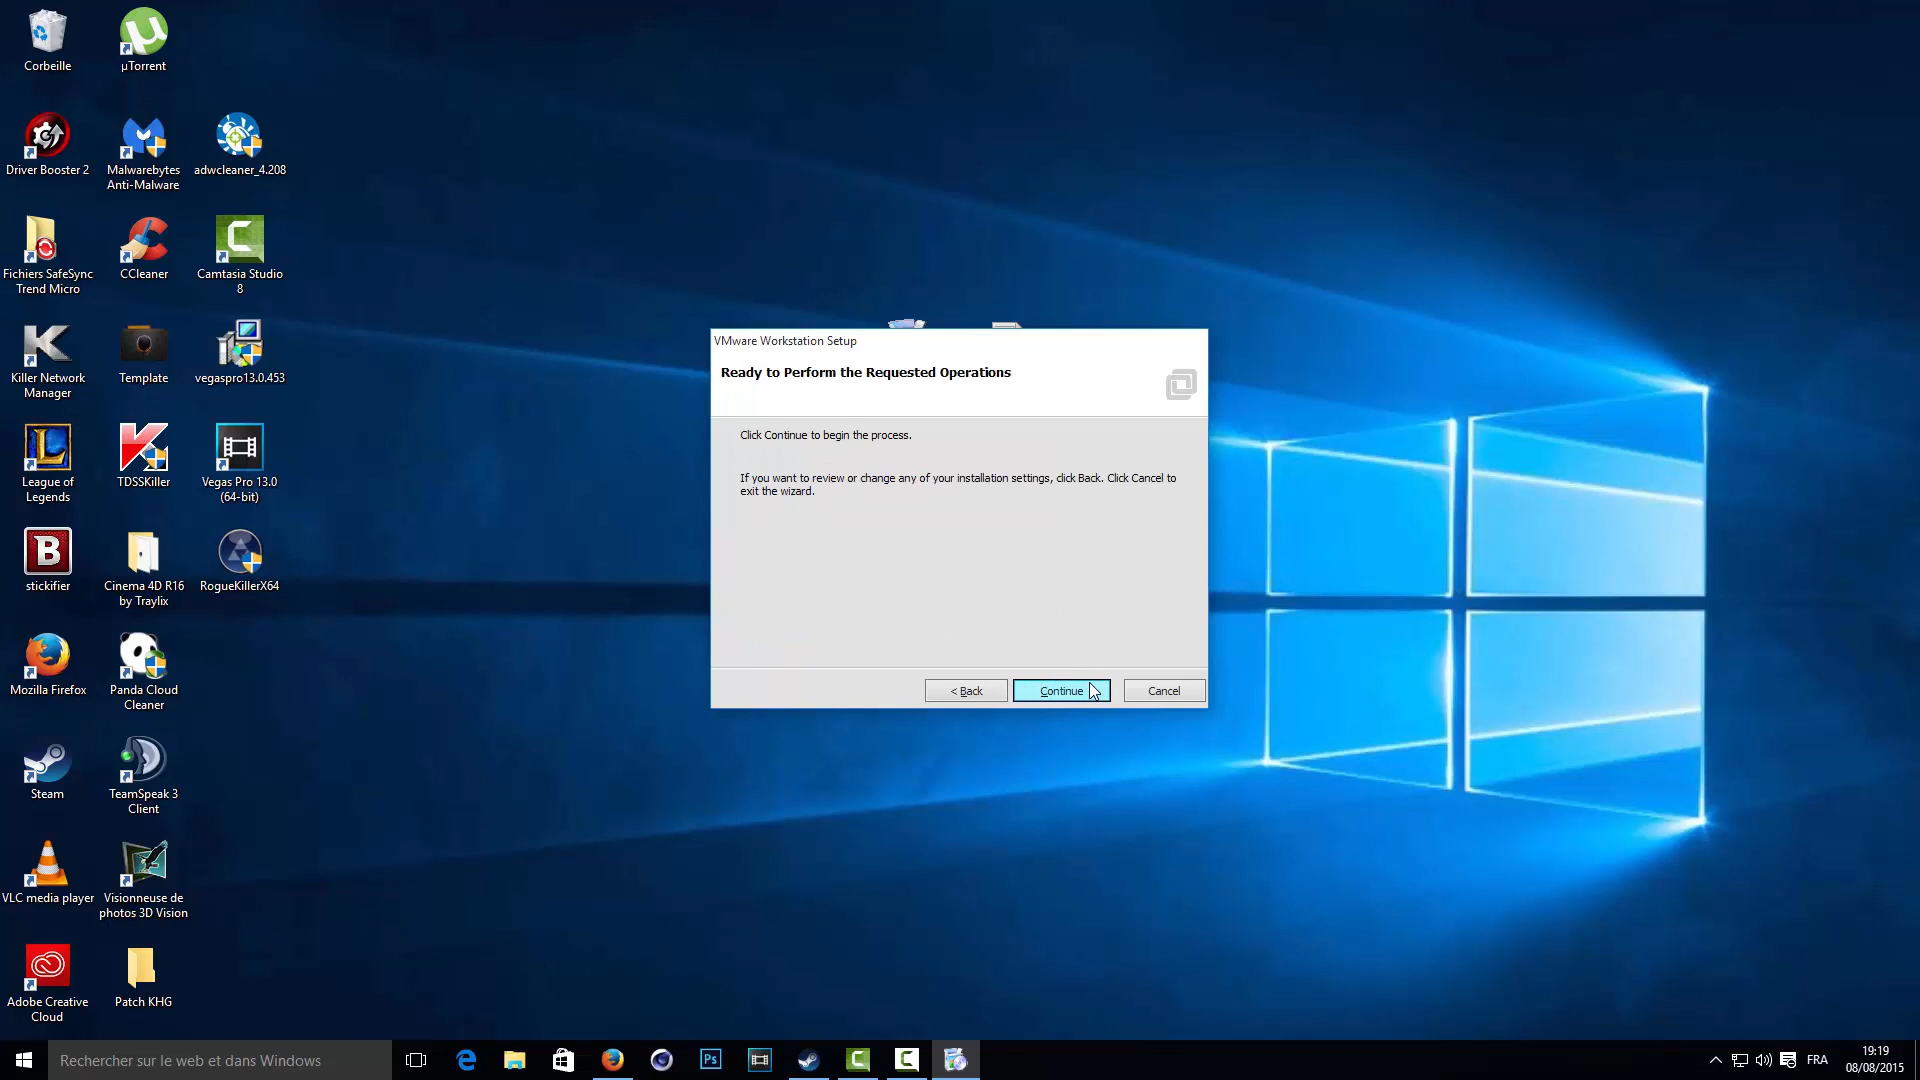 Corbeille
µTorrent
Driver Booster 2
Malwarebytes
Anti-Malware
adwcleaner_4.208
Fichiers SafeSync
Trend Micro
CCleaner
Camtasia Studio
8
Killer Network
Manager
Template
vegaspro13.0.453
League of
Legends
TDSSKiller
Vegas Pro 13.0
(64-bit)
stickifier
Cinema 4D R16
by Traylix
RogueKillerX64
Mozilla Firefox
Panda Cloud
Cleaner
Steam
TeamSpeak 3
Client
VLC media player
Visionneuse de
photos 3D Vision
Adobe Creative
Cloud
Patch KHG
VMware Workstation Setup
Ready to Perform the Requested Operations
Click Continue to begin the process.
If you want to review or change any of your installation settings, click Back. Click Cancel to
exit the wizard.
< Back
Continue
Cancel
Rechercher sur le web et dans Windows
Ps
FRA
19:19
08/08/2015